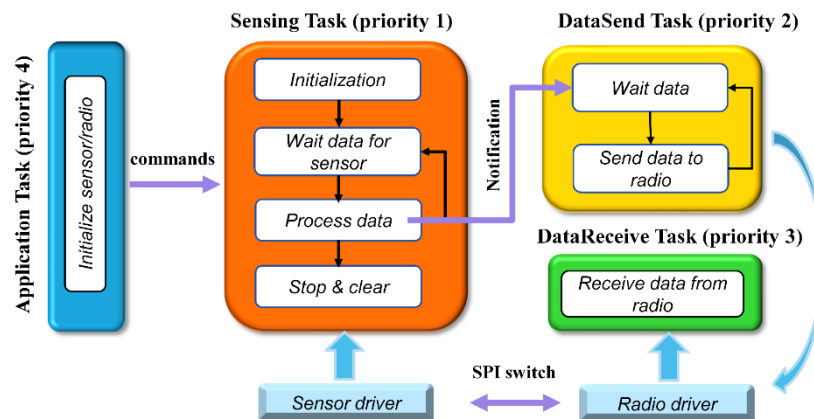 Sensing Task (priority 1)
DataSend Task (priority 2)
Application Task (priority 4)
Initialize sensor/radio
commands
Initialization
Wait data for
sensor
Process data
Stop & clear
Notification
Wait data
Send data to
radio
DataReceive Task (priority 3)
Receive data from
radio
SPI switch
Sensor driver
Radio driver